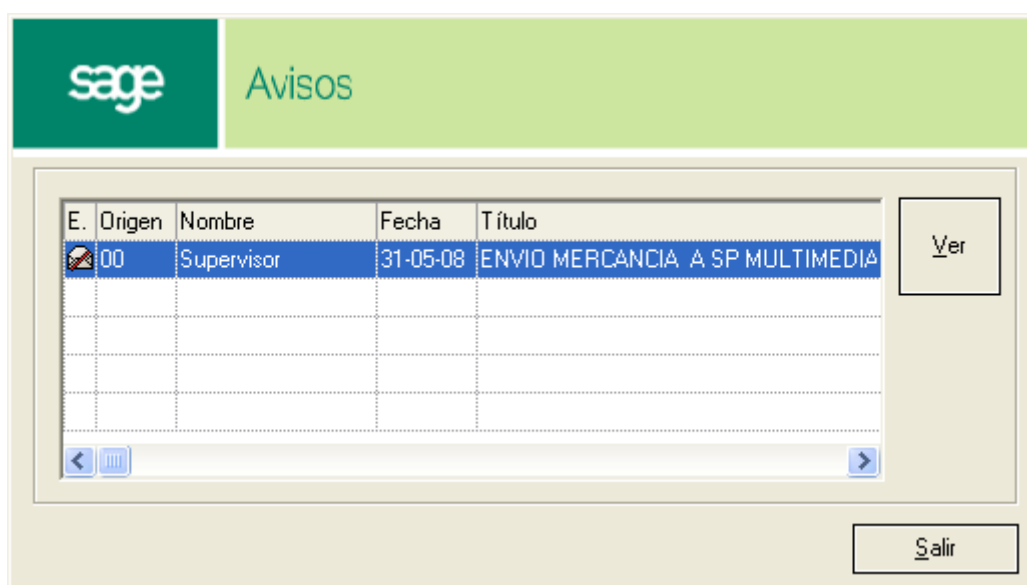 sage Avisos
E. Origen Nombre Fecha Título
00 Supervisor 31-05-08 ENVIO MERCANCIA A SP MULTIMEDIA
Ver
Salir